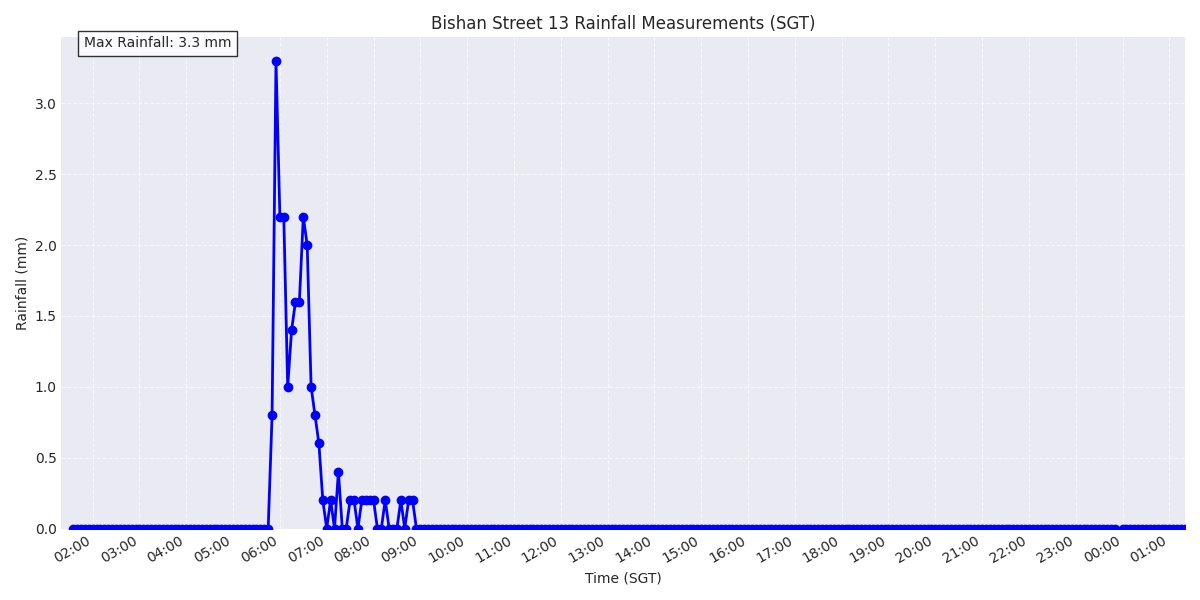 Bishan Street 13 Rainfall Measurements (SGT)
Max Rainfall: 3.3 mm
Rainfall (mm)
3.0
2.5
2.0
1.5
1.0
0.5
0.0
02:00 03:00 04:00 05:00 06:00 07:00 08:00 09:00 10:00 11:00 12:00 13:00 14:00 15:00 16:00 17:00 18:00 19:00 20:00 21:00 22:00 23:00 00:00 01:00
Time (SGT)